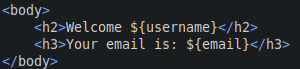 <body>
    <h2>Welcome ${username}</h2>
    <h3>Your email is: ${email}</h3>
</body>